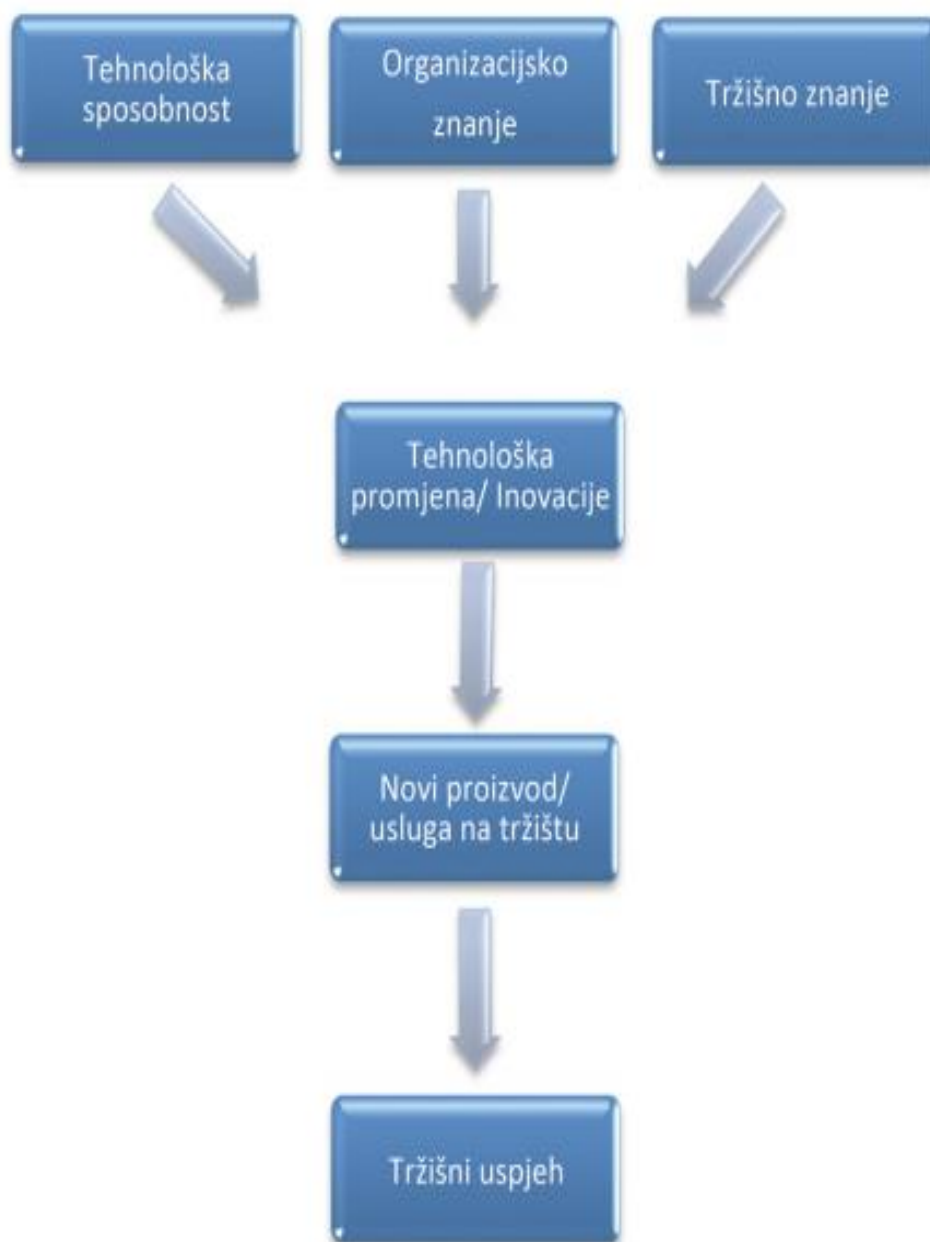 Tehnološka
sposobnost
Organizacijsko
znanje
Tržišno znanje
Tehnološka
promjena/ Inovacije
Novi proizvod/
usluga na tržištu
Tržišni uspjeh